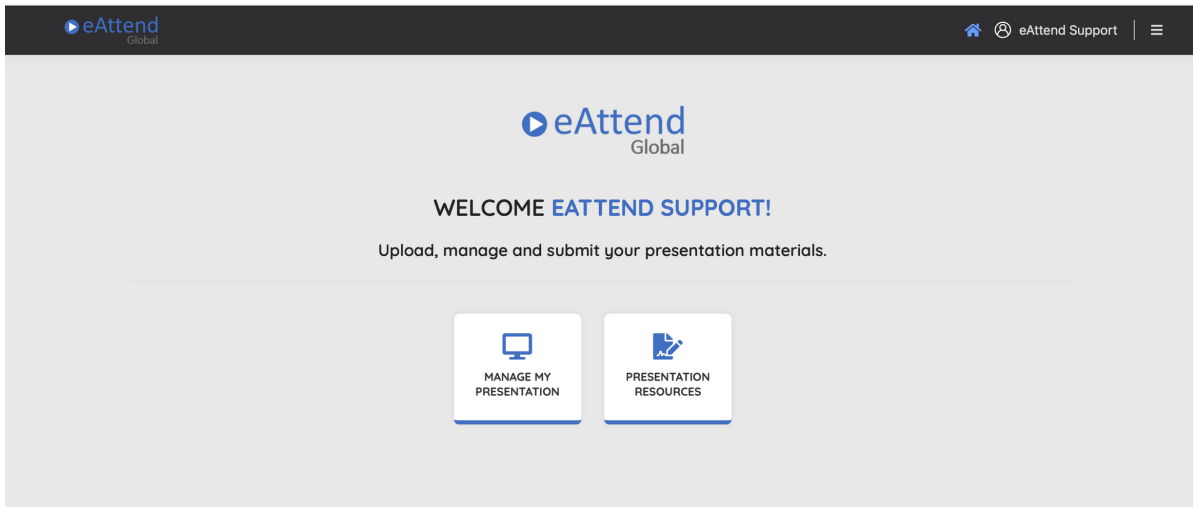 eAttend
Global
eAttend Support
eAttend
Global
WELCOME EATTEND SUPPORT!
Upload, manage and submit your presentation materials.
MANAGE MY
PRESENTATION
PRESENTATION
RESOURCES